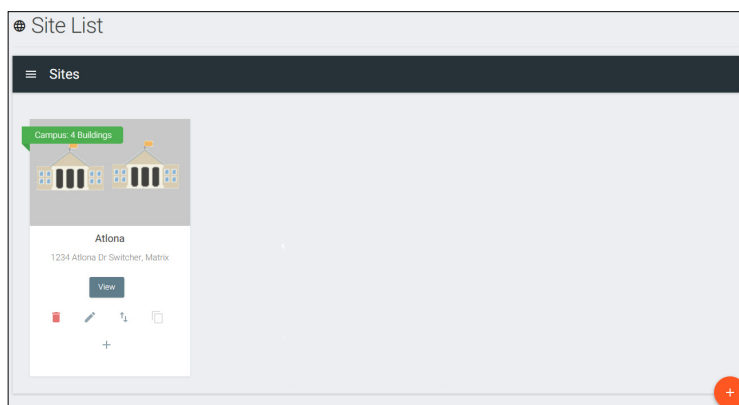 Site List
Sites
Campus: 4 Buildings
Atlona
1234 Atlona Dr Switcher, Matrix
View